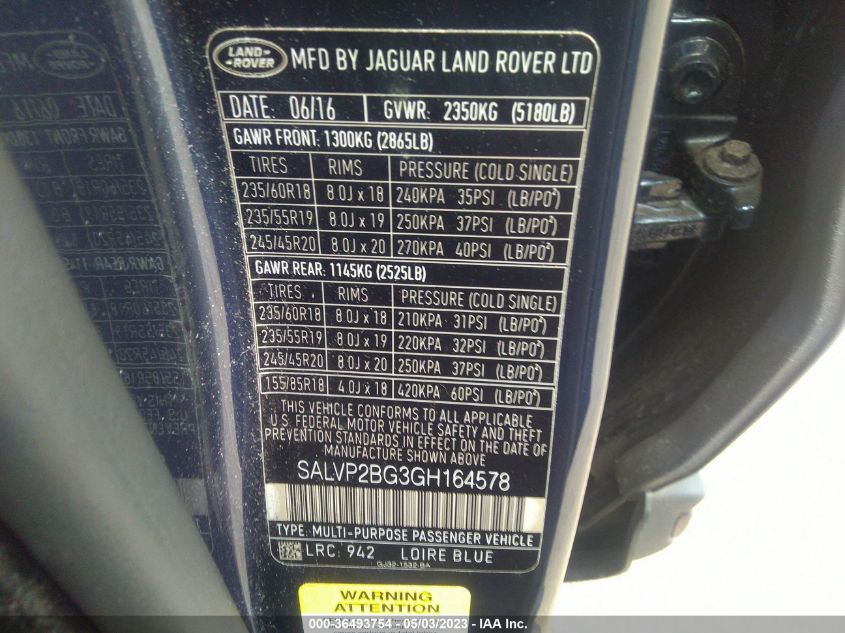 LAND-
-ROVER
MFD BY JAGUAR LAND ROVER LTD
DATE: 06/16 GVWR: 2350KG (5180LB)
GAWR FRONT: 1300KG (2865LB)
TIRES RIMS PRESSURE (COLD SINGLE)
235/60R18 8.0J x 18 240KPA 35PSI (LB/PO²)
235/55R19 8.0J x 19 250KPA 37PSI (LB/PO²)
245/45R20 8.0J x 20 270KPA 40PSI (LB/PO²)
GAWR REAR: 1145KG (2525LB)
TIRES RIMS PRESSURE (COLD SINGLE)
235/60R18 8.0J x 18 210KPA 31PSI (LB/PO²)
235/55R19 8.0J x 19 220KPA 32PSI (LB/PO²)
245/45R20 8.0J x 20 250KPA 37PSI (LB/PO²)
155/85R18 4.0J x 18 420KPA 60PSI (LB/PO²)
THIS VEHICLE CONFORMS TO ALL APPLICABLE
U.S. FEDERAL MOTOR VEHICLE SAFETY AND THEFT
PREVENTION STANDARDS IN EFFECT ON THE DATE OF
MANUFACTURE SHOWN ABOVE.
SALVP2BG3GH164578
TYPE: MULTI-PURPOSE PASSENGER VEHICLE
LRC: 942 LOIRE BLUE
GJ32-1532-BA
WARNING
ATTENTION
000-36493754 - 05/03/2023 - IAA Inc.